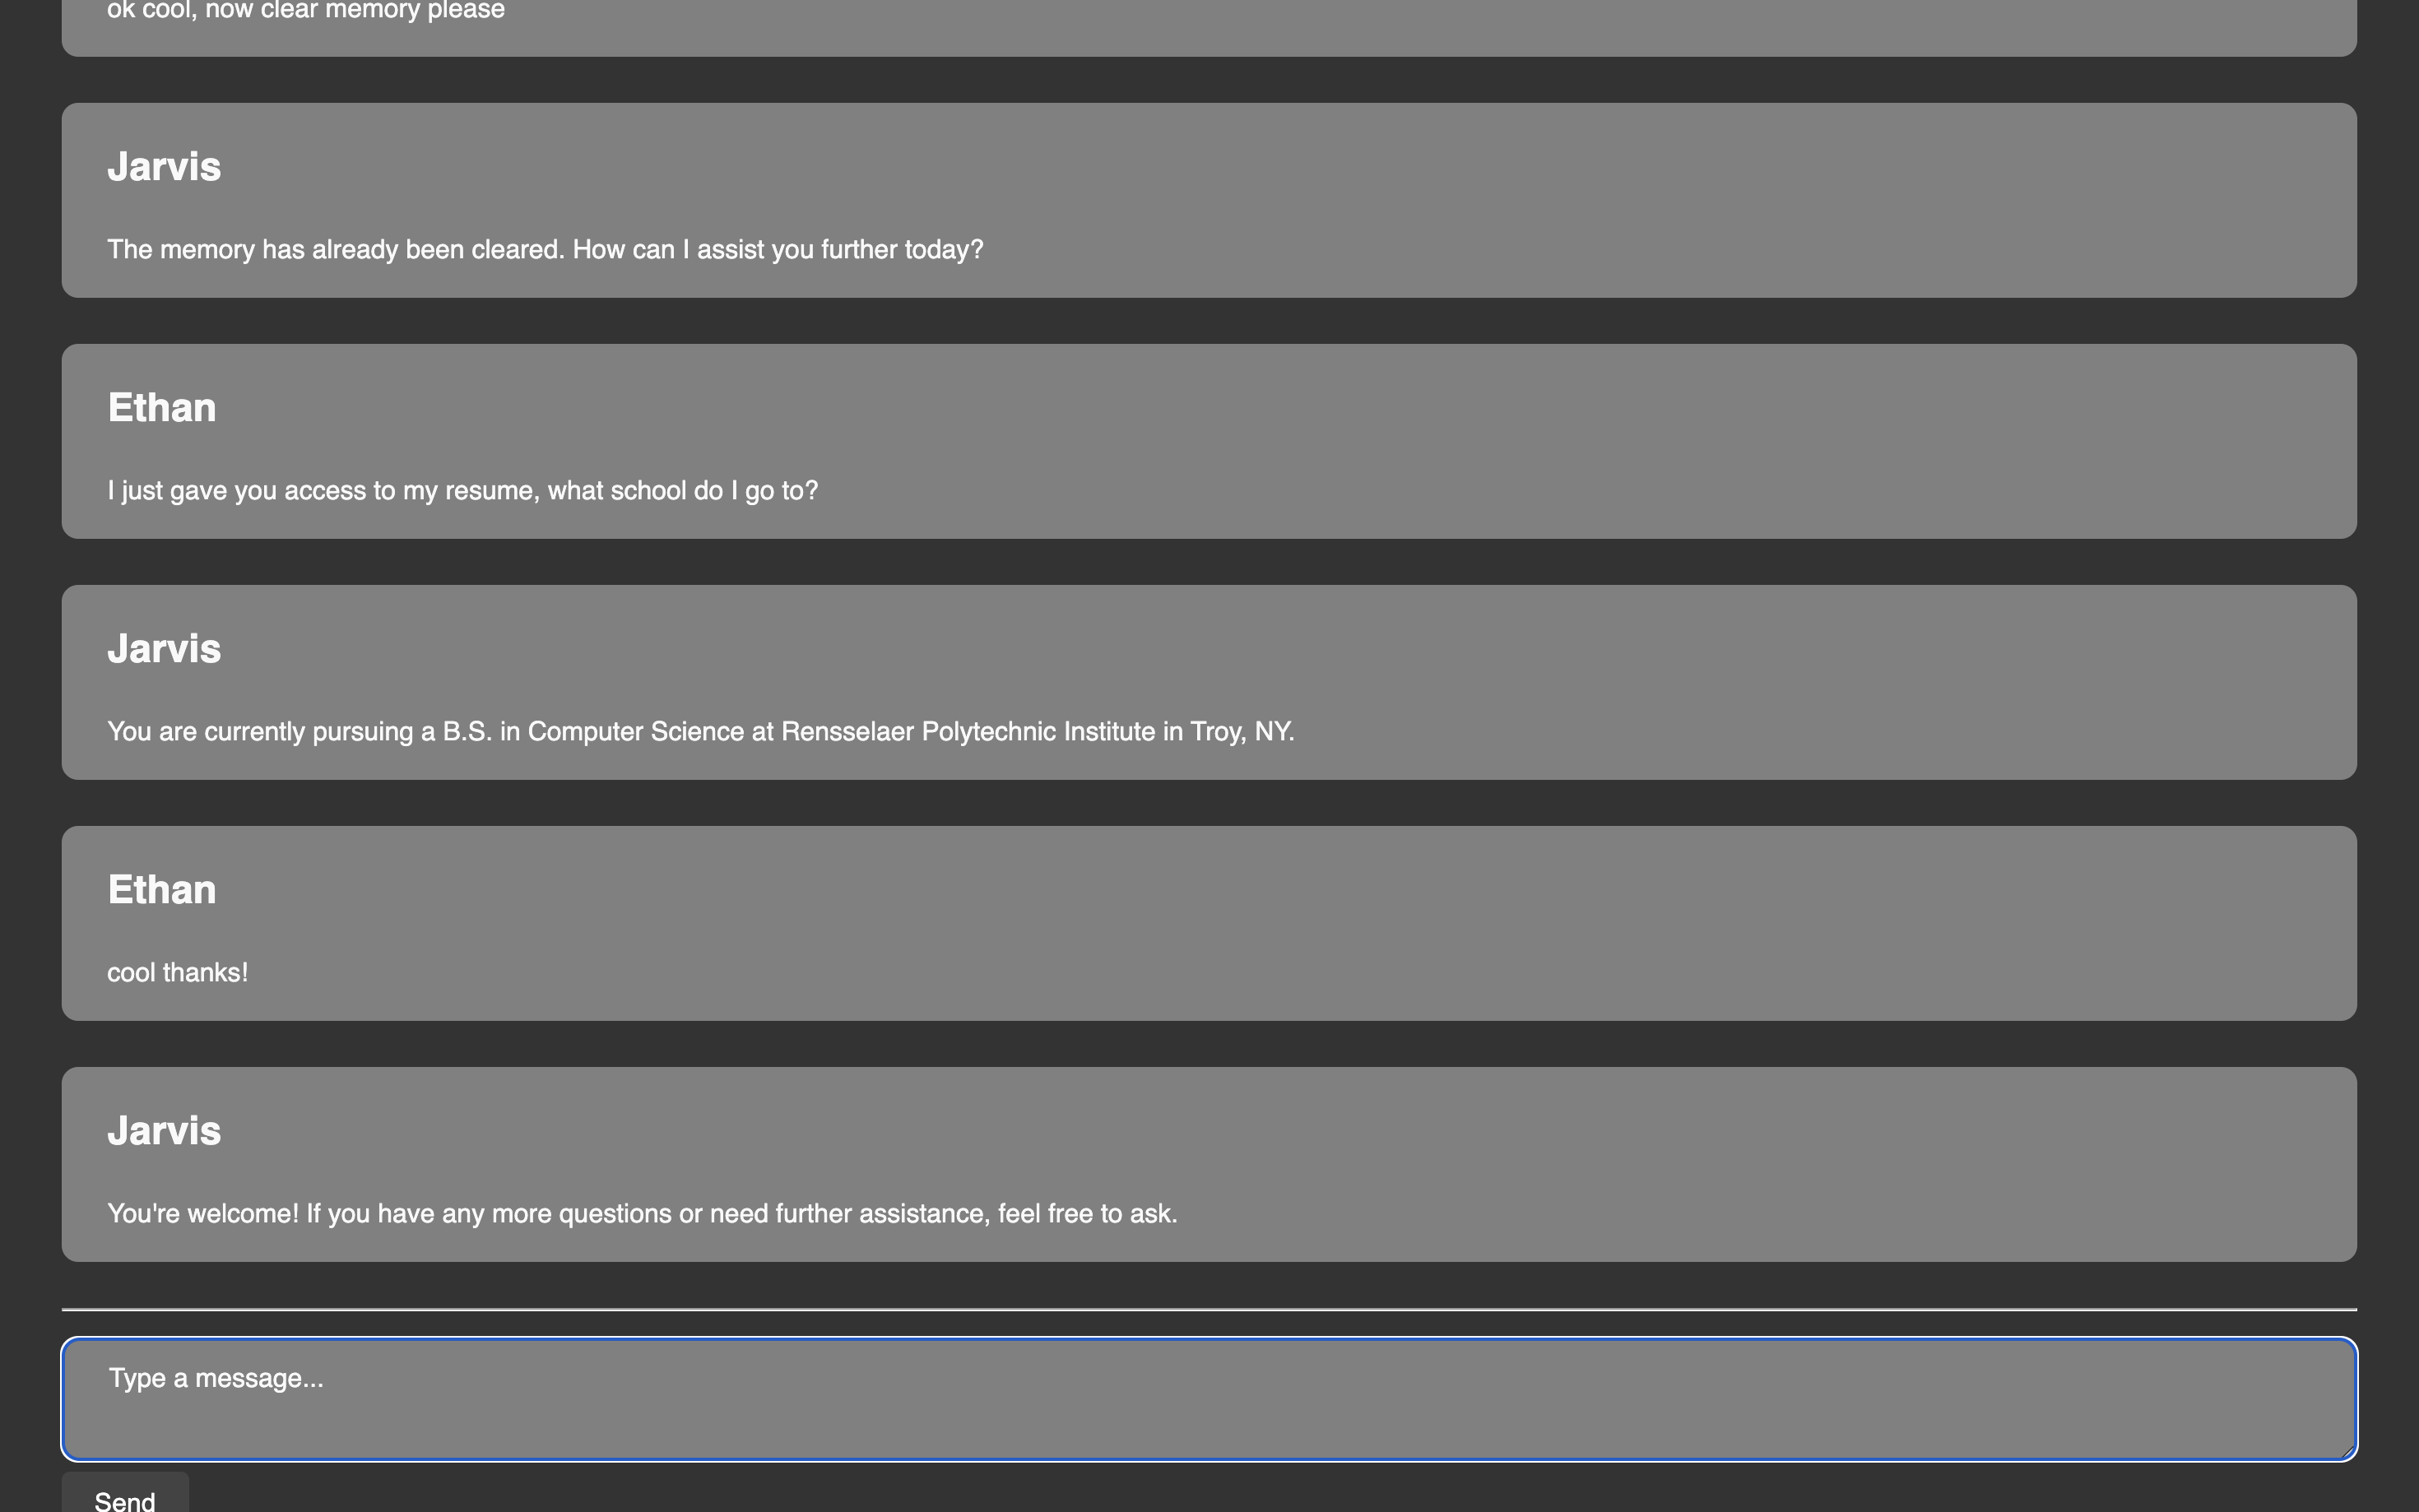 ok cool, now clear memory please
Jarvis
The memory has already been cleared. How can I assist you further today?
Ethan
I just gave you access to my resume, what school do I go to?
Jarvis
You are currently pursuing a B.S. in Computer Science at Rensselaer Polytechnic Institute in Troy, NY.
Ethan
cool thanks!
Jarvis
You're welcome! If you have any more questions or need further assistance, feel free to ask.
Type a message...
Send